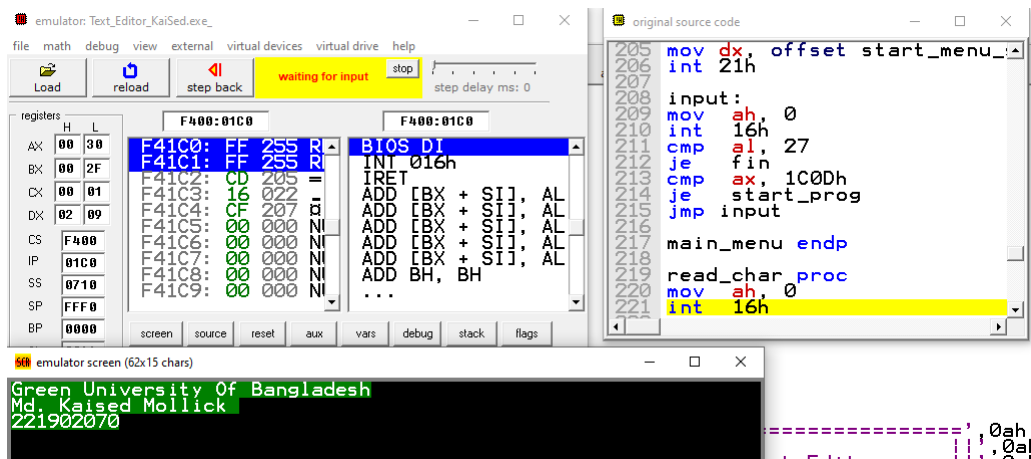 emulator: Text_Editor_KaiSed.exe_
file math debug view external virtual devices virtual drive help
Load
reload
step back
waiting for input
stop
step delay ms: 0
registers
H L
AX 00 30
BX 00 2F
CX 00 01
DX 02 09
CS F400
IP 01C0
SS 0710
SP FFF0
BP 0000
F400:01C0
F41C0: FF 255 R
F41C1: FF 255 R
F41C2: CD 205 =
F41C3: 16 022 _
F41C4: CF 207 ¤
F41C5: 00 000 NU
F41C6: 00 000 NU
F41C7: 00 000 NU
F41C8: 00 000 NU
F41C9: 00 000 NU
F400:01C0
BIOS DI
INT 016h
IRET
ADD [BX + SI], AL
ADD [BX + SI], AL
ADD [BX + SI], AL
ADD [BX + SI], AL
ADD [BX + SI], AL
ADD BH, BH
...
screen source reset aux vars debug stack flags
original source code
205 mov dx, offset start_menu_
206 int 21h
207
208 input:
209 mov ah, 0
210 int 16h
211 cmp al, 27
212 je fin
213 cmp ax, 1C0Dh
214 je start_prog
215 jmp input
216
217 main_menu endp
218
219 read_char proc
220 mov ah, 0
221 int 16h
emulator screen (62x15 chars)
Green University Of Bangladesh
Md. Kaised Mollick
221902070
================',0ah
||',0ah